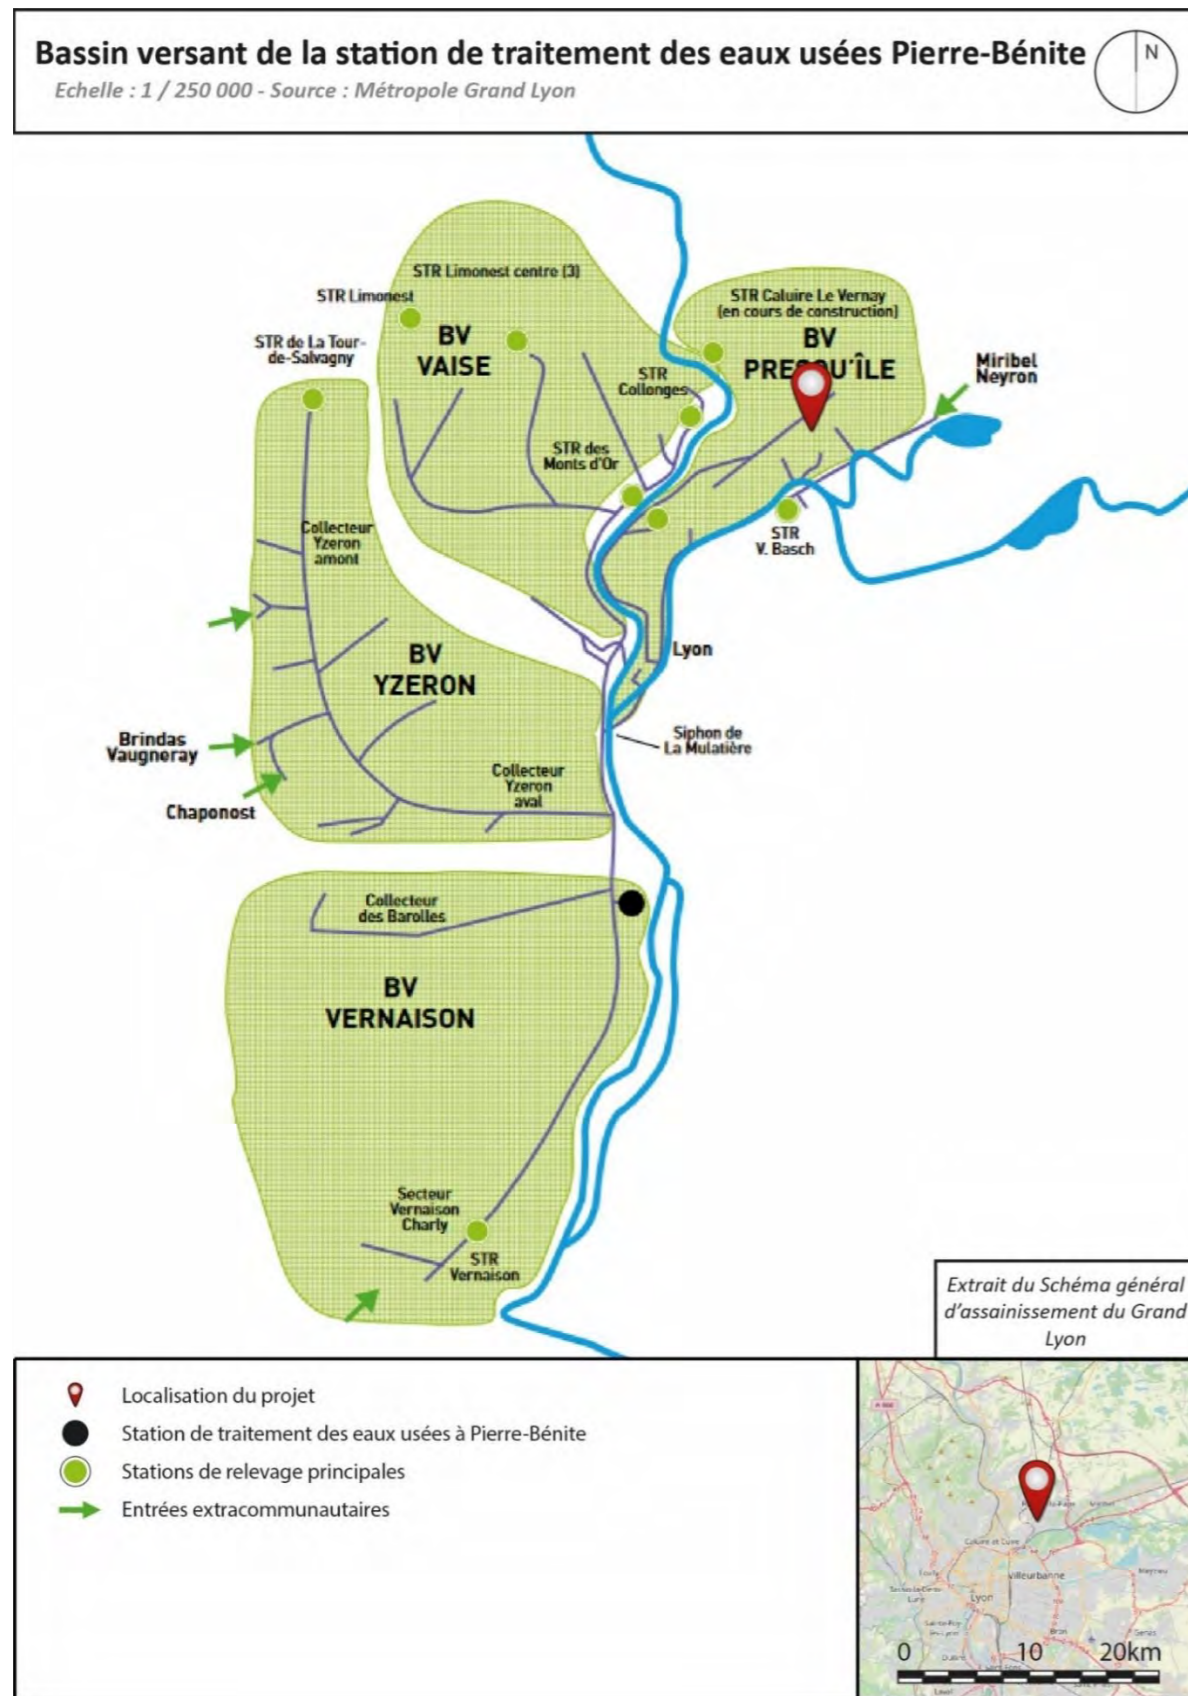 Bassin versant de la station de traitement des eaux usées Pierre-Bénite
N
Echelle : 1 / 250 000 - Source : Métropole Grand Lyon
STR Limonest centre (3)
STR Limonest
STR Caluire Le Vernay
(en cours de construction)
STR de La Tour-
de-Salvagny
BV
VAISE
BV
PRESQU'ÎLE
Miribel
Neyron
STR
Collonges
STR des
Monts d'Or
Collecteur
Yzeron
amont
STR
V. Basch
BV
YZERON
Lyon
Brindas
Vaugneray
Siphon de
La Mulatière
Collecteur
Yzeron
aval
Chaponost
Collecteur
des Barolles
BV
VERNAISON
Secteur
Vernaison
Charly
STR
Vernaison
Extrait du Schéma général
d'assainissement du Grand
Lyon
Localisation du projet
Station de traitement des eaux usées à Pierre-Bénite
Stations de relevage principales
Entrées extracommunautaires
Caluire et Cuire
Villeurbanne
Lyon
Bron
0 10 20km